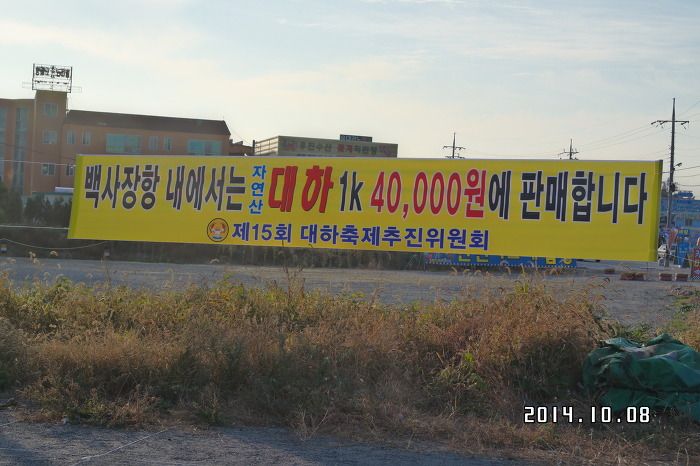 백사장항 내에서는 자연산 대하 1k 40,000원에 판매합니다
제15회 대하축제추진위원회
2014.10.08